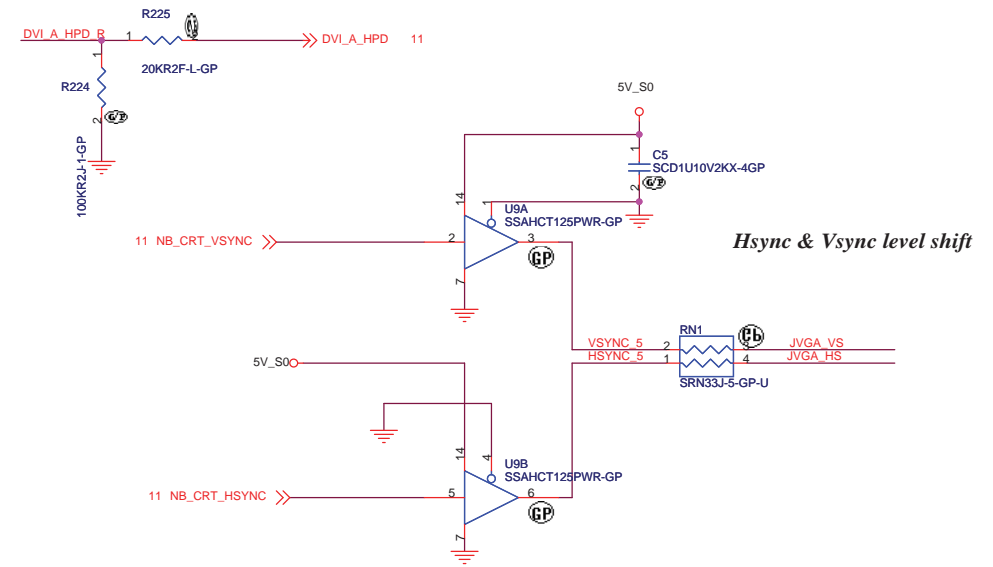 R225
DVI_A_HPD_R
1
2
DVI_A_HPD 11
20KR2F-L-GP
1
R224
2
G/P
100KR2J-1-GP
5V_S0
1
C5
SCD1U10V2KX-4GP
2
G/P
14
1
U9A
SSAHCT125PWR-GP
11 NB_CRT_VSYNC
2
3
GP
7
Hsync & Vsync level shift
RN1
VSYNC_5
2
3
JVGA_VS
HSYNC_5
1
4
JVGA_HS
SRN33J-5-GP-U
5V_S0
14
4
U9B
SSAHCT125PWR-GP
11 NB_CRT_HSYNC
5
6
GP
7